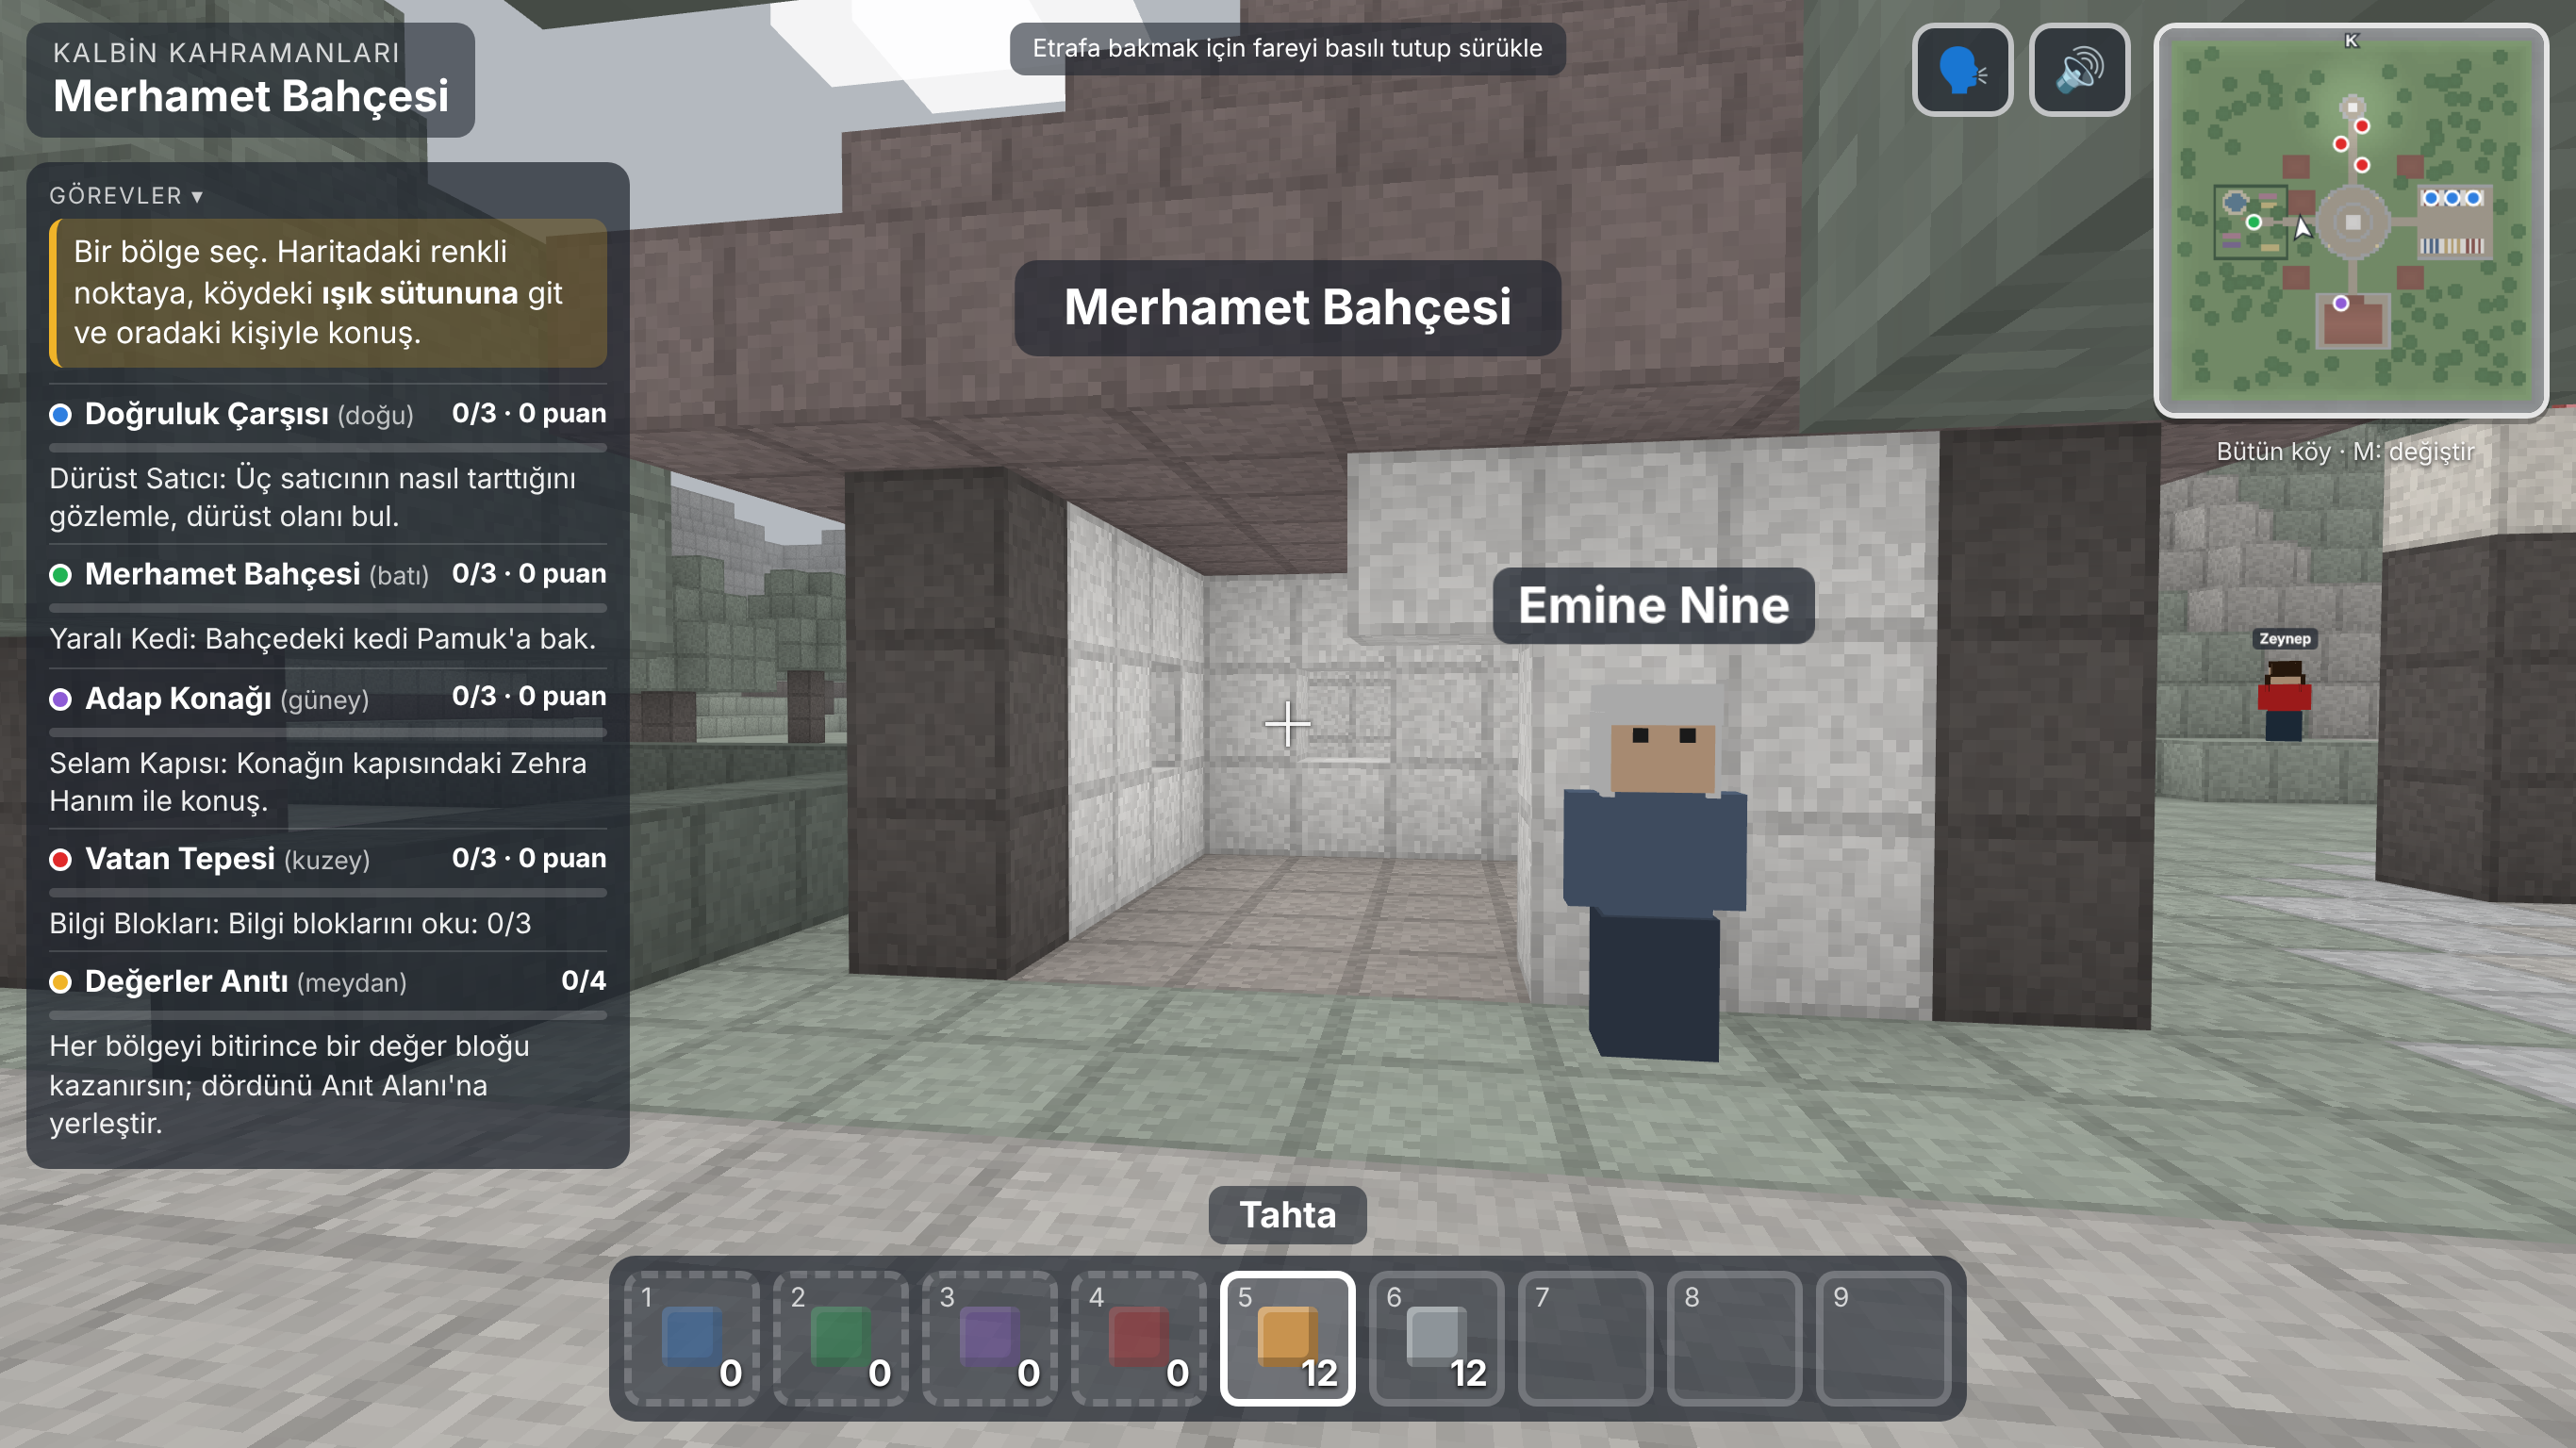 KALBİN KAHRAMANLARI
Merhamet Bahçesi
Etrafa bakmak için fareyi basılı tutup sürükle
K
Bütün köy · M: değiştir
GÖREVLER ▾
Bir bölge seç. Haritadaki renkli
noktaya, köydeki ışık sütununa git
ve oradaki kişiyle konuş.
Doğruluk Çarşısı (doğu) 0/3 · 0 puan
Dürüst Satıcı: Üç satıcının nasıl tarttığını
gözlemle, dürüst olanı bul.
Merhamet Bahçesi (batı) 0/3 · 0 puan
Yaralı Kedi: Bahçedeki kedi Pamuk'a bak.
Adap Konağı (güney) 0/3 · 0 puan
Selam Kapısı: Konağın kapısındaki Zehra
Hanım ile konuş.
Vatan Tepesi (kuzey) 0/3 · 0 puan
Bilgi Blokları: Bilgi bloklarını oku: 0/3
Değerler Anıtı (meydan) 0/4
Her bölgeyi bitirince bir değer bloğu
kazanırsın; dördünü Anıt Alanı'na
yerleştir.
Merhamet Bahçesi
Emine Nine
Zeynep
Tahta
1 2 3 4 5 6 7 8 9
0 0 0 0 12 12